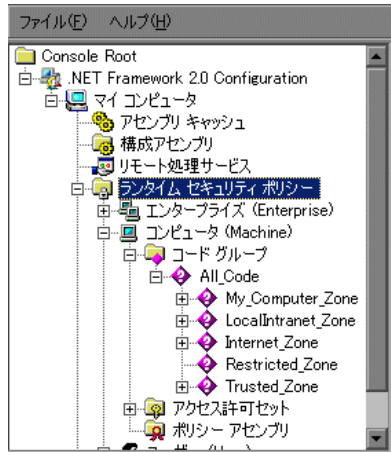 ファイル(F) ヘルプ(H)
Console Root
.NET Framework 2.0 Configuration
マイ コンピュータ
アセンブリ キャッシュ
構成アセンブリ
リモート処理サービス
ランタイム セキュリティ ポリシー
エンタープライズ (Enterprise)
コンピュータ (Machine)
コード グループ
All_Code
My_Computer_Zone
LocalIntranet_Zone
Internet_Zone
Restricted_Zone
Trusted_Zone
アクセス許可セット
ポリシー アセンブリ